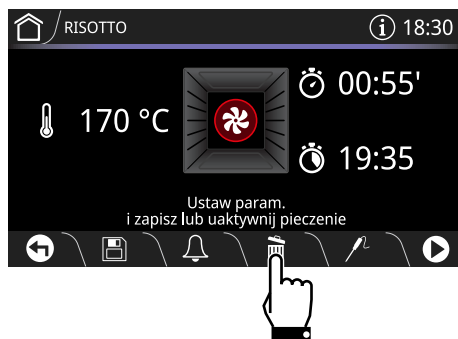 RISOTTO
i 18:30
170 °C
00:55'
19:35
Ustaw param.
i zapisz lub uaktywnij pieczenie